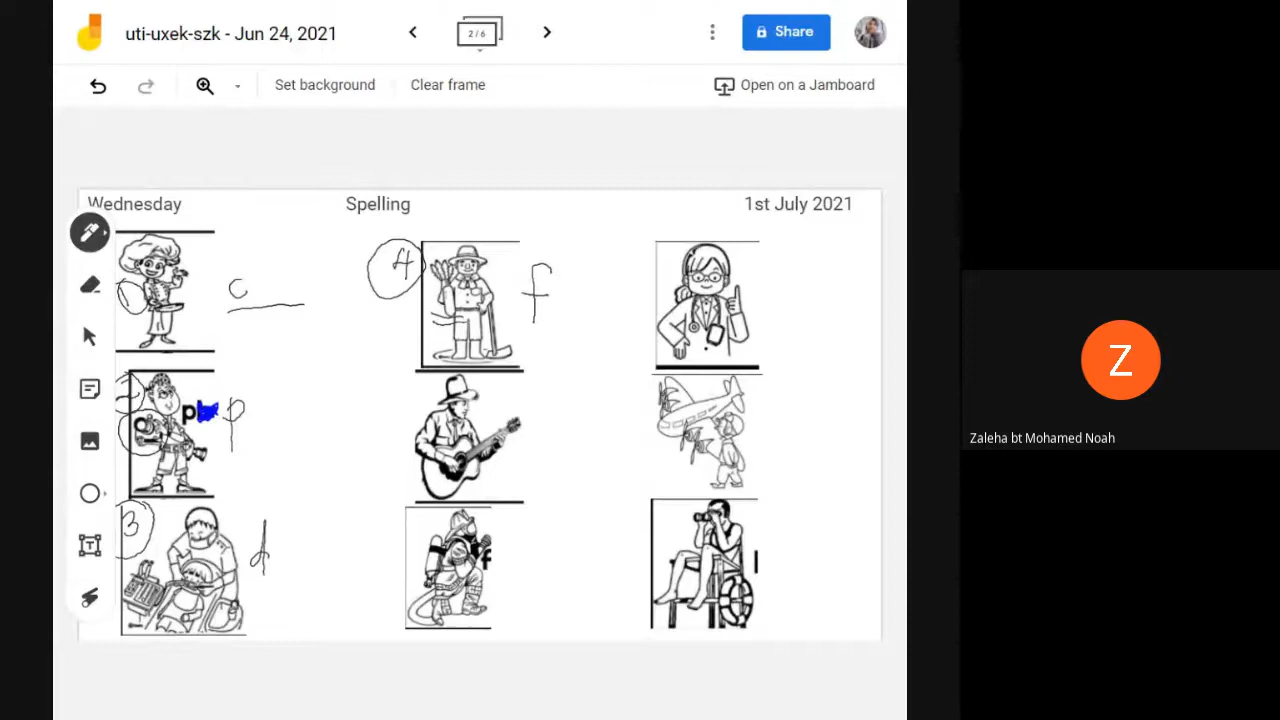 uti-uxek-szk - Jun 24, 2021
2 / 6
Share
Set background
Clear frame
Open on a Jamboard
Wednesday
Spelling
1st July 2021
4
f
c
p
p
3
d
f
l
Z
Zaleha bt Mohamed Noah